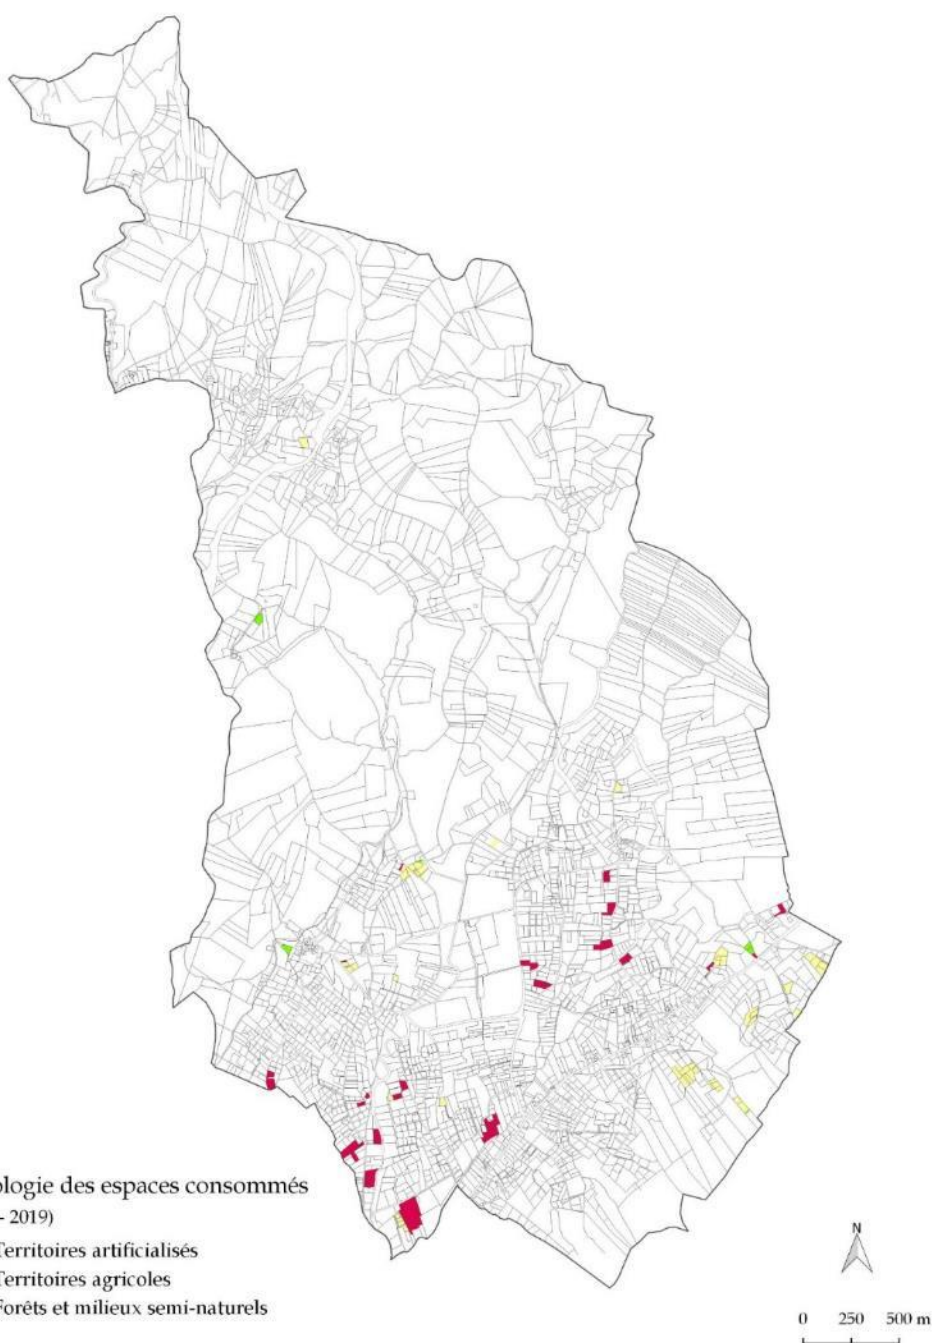 ologie des espaces consommés
- 2019)
Territoires artificialisés
Territoires agricoles
Forêts et milieux semi-naturels
N
0 250 500 m